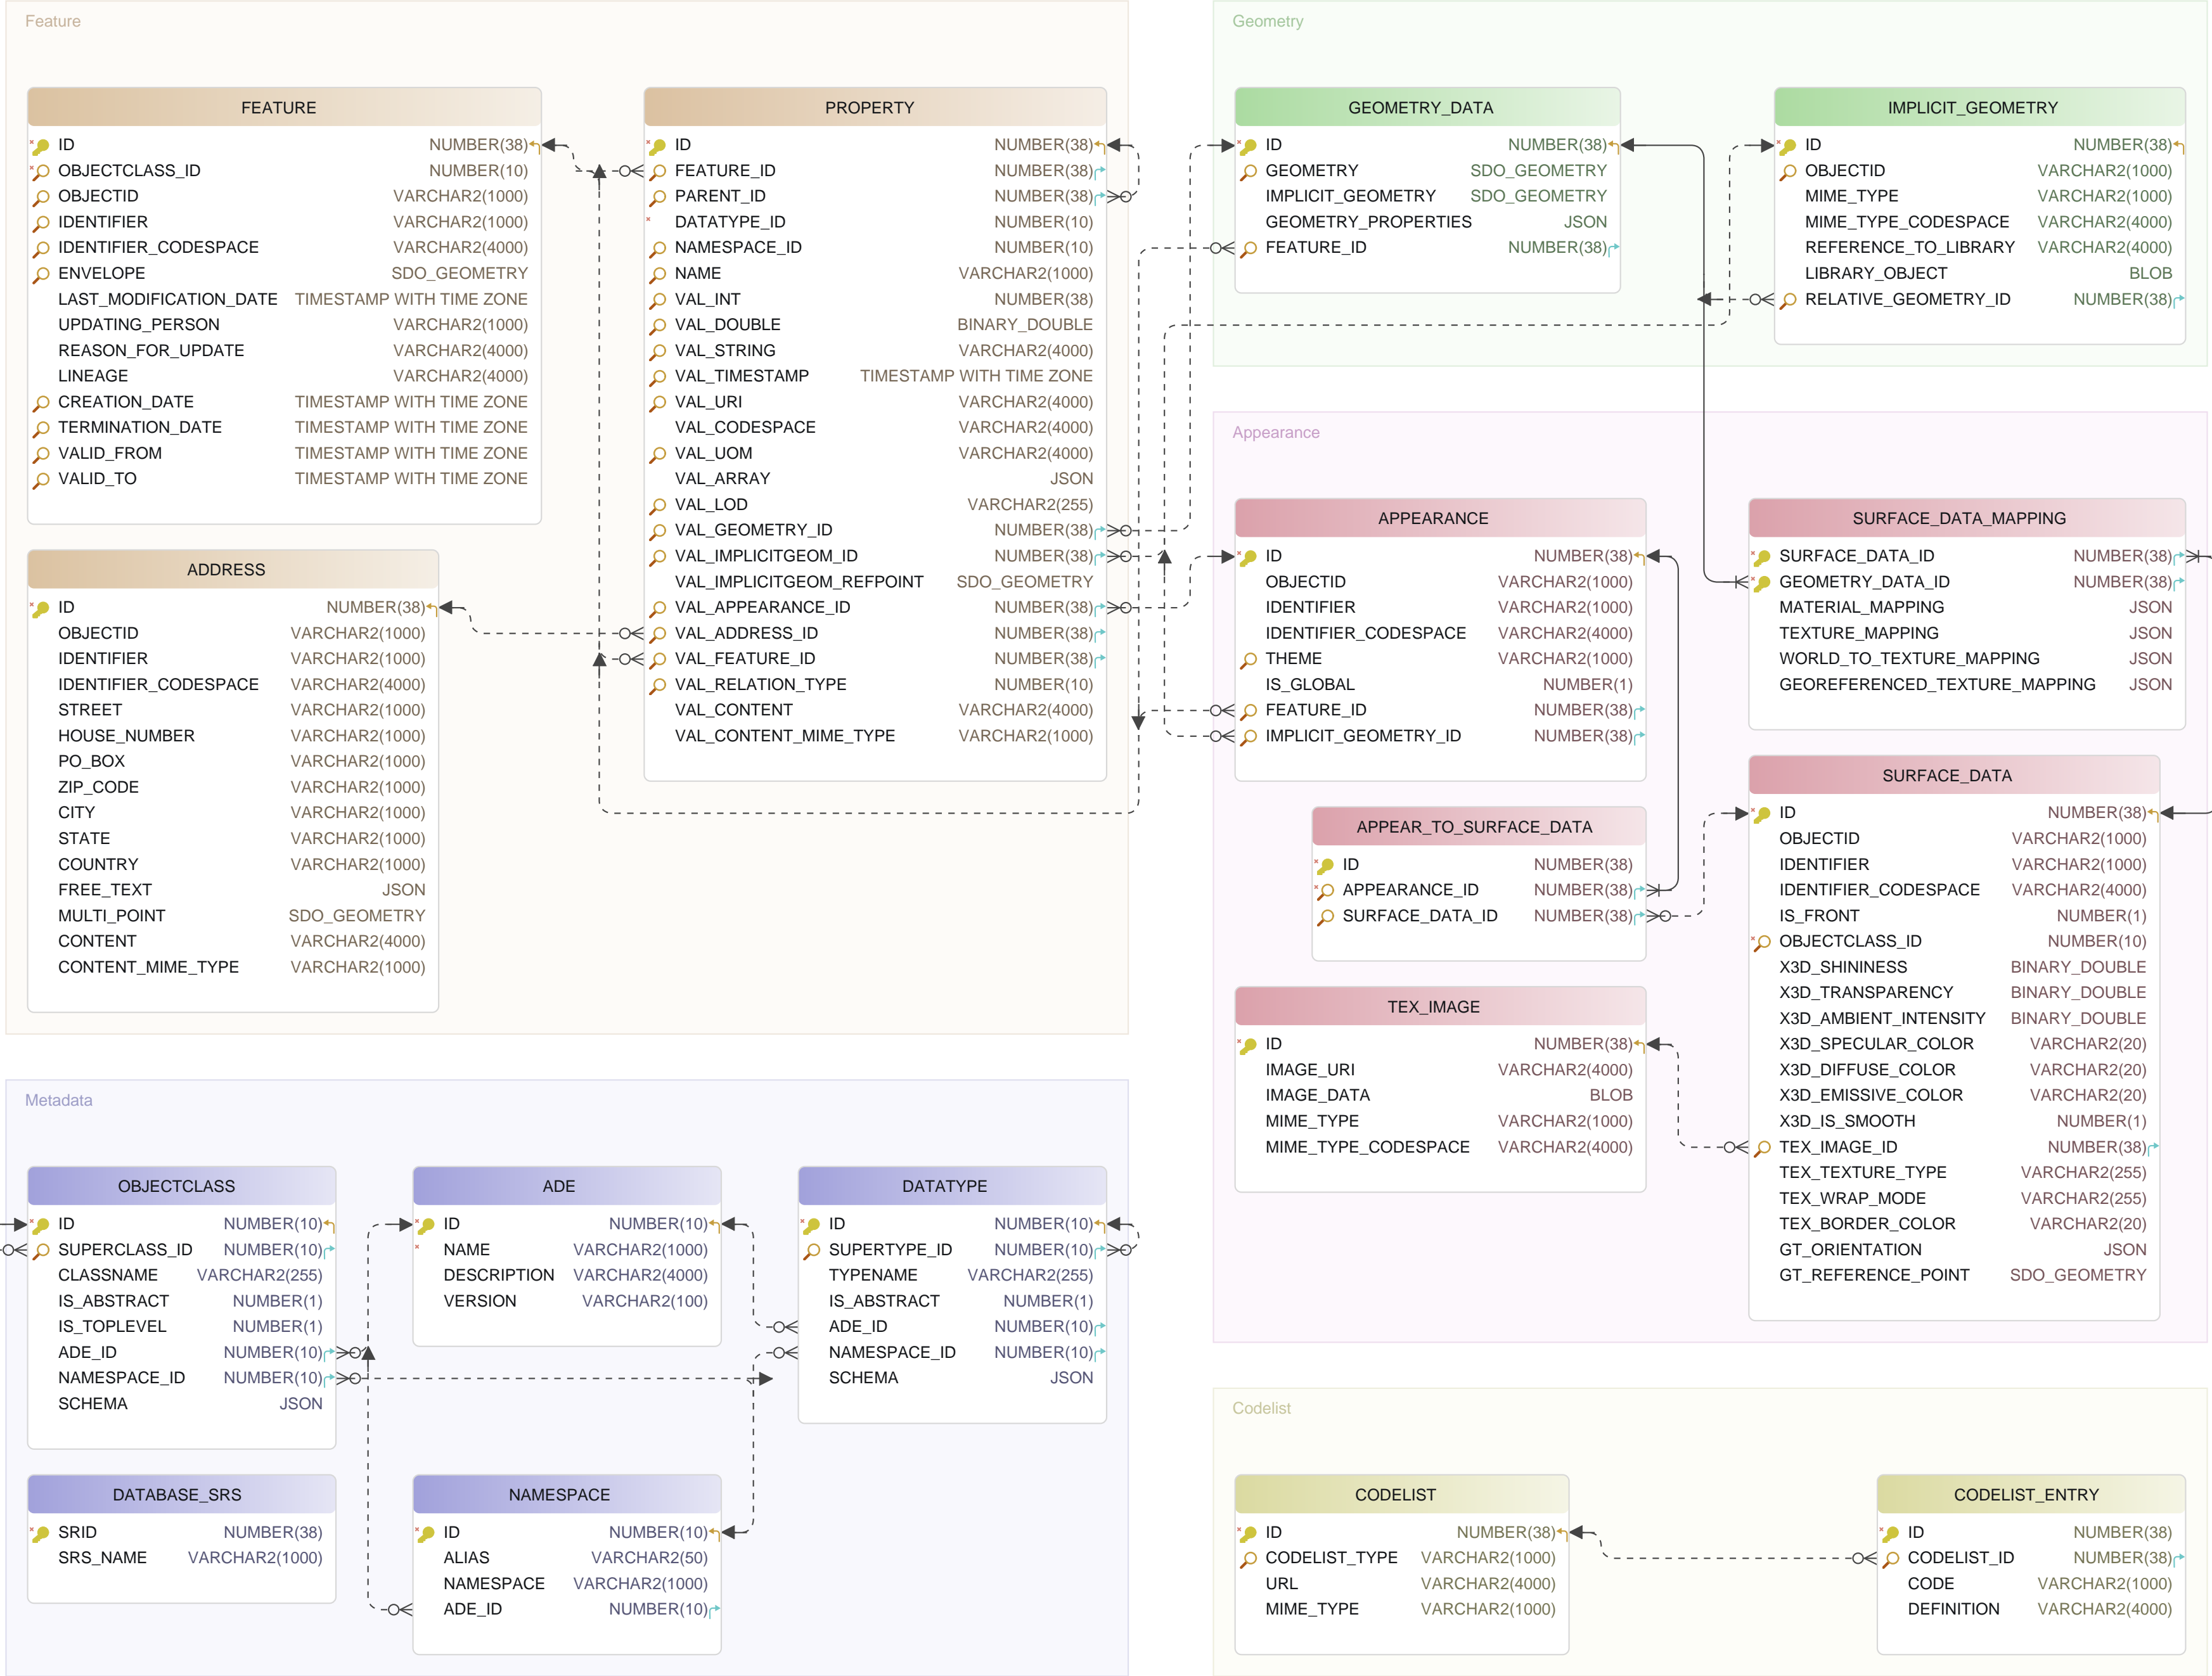 Feature
FEATURE
ID NUMBER(38)
OBJECTCLASS_ID NUMBER(10)
OBJECTID VARCHAR2(1000)
IDENTIFIER VARCHAR2(1000)
IDENTIFIER_CODESPACE VARCHAR2(4000)
ENVELOPE SDO_GEOMETRY
LAST_MODIFICATION_DATE TIMESTAMP WITH TIME ZONE
UPDATING_PERSON VARCHAR2(1000)
REASON_FOR_UPDATE VARCHAR2(4000)
LINEAGE VARCHAR2(4000)
CREATION_DATE TIMESTAMP WITH TIME ZONE
TERMINATION_DATE TIMESTAMP WITH TIME ZONE
VALID_FROM TIMESTAMP WITH TIME ZONE
VALID_TO TIMESTAMP WITH TIME ZONE
ADDRESS
ID NUMBER(38)
OBJECTID VARCHAR2(1000)
IDENTIFIER VARCHAR2(1000)
IDENTIFIER_CODESPACE VARCHAR2(4000)
STREET VARCHAR2(1000)
HOUSE_NUMBER VARCHAR2(1000)
PO_BOX VARCHAR2(1000)
ZIP_CODE VARCHAR2(1000)
CITY VARCHAR2(1000)
STATE VARCHAR2(1000)
COUNTRY VARCHAR2(1000)
FREE_TEXT JSON
MULTI_POINT SDO_GEOMETRY
CONTENT VARCHAR2(4000)
CONTENT_MIME_TYPE VARCHAR2(1000)
PROPERTY
ID NUMBER(38)
FEATURE_ID NUMBER(38)
PARENT_ID NUMBER(38)
DATATYPE_ID NUMBER(10)
NAMESPACE_ID NUMBER(10)
NAME VARCHAR2(1000)
VAL_INT NUMBER(38)
VAL_DOUBLE BINARY_DOUBLE
VAL_STRING VARCHAR2(4000)
VAL_TIMESTAMP TIMESTAMP WITH TIME ZONE
VAL_URI VARCHAR2(4000)
VAL_CODESPACE VARCHAR2(4000)
VAL_UOM VARCHAR2(4000)
VAL_ARRAY JSON
VAL_LOD VARCHAR2(255)
VAL_GEOMETRY_ID NUMBER(38)
VAL_IMPLICITGEOM_ID NUMBER(38)
VAL_IMPLICITGEOM_REFPOINT SDO_GEOMETRY
VAL_APPEARANCE_ID NUMBER(38)
VAL_ADDRESS_ID NUMBER(38)
VAL_FEATURE_ID NUMBER(38)
VAL_RELATION_TYPE NUMBER(10)
VAL_CONTENT VARCHAR2(4000)
VAL_CONTENT_MIME_TYPE VARCHAR2(1000)
Geometry
GEOMETRY_DATA
ID NUMBER(38)
GEOMETRY SDO_GEOMETRY
IMPLICIT_GEOMETRY SDO_GEOMETRY
GEOMETRY_PROPERTIES JSON
FEATURE_ID NUMBER(38)
IMPLICIT_GEOMETRY
ID NUMBER(38)
OBJECTID VARCHAR2(1000)
MIME_TYPE VARCHAR2(1000)
MIME_TYPE_CODESPACE VARCHAR2(4000)
REFERENCE_TO_LIBRARY VARCHAR2(4000)
LIBRARY_OBJECT BLOB
RELATIVE_GEOMETRY_ID NUMBER(38)
Appearance
APPEARANCE
ID NUMBER(38)
OBJECTID VARCHAR2(1000)
IDENTIFIER VARCHAR2(1000)
IDENTIFIER_CODESPACE VARCHAR2(4000)
THEME VARCHAR2(1000)
IS_GLOBAL NUMBER(1)
FEATURE_ID NUMBER(38)
IMPLICIT_GEOMETRY_ID NUMBER(38)
SURFACE_DATA_MAPPING
SURFACE_DATA_ID NUMBER(38)
GEOMETRY_DATA_ID NUMBER(38)
MATERIAL_MAPPING JSON
TEXTURE_MAPPING JSON
WORLD_TO_TEXTURE_MAPPING JSON
GEOREFERENCED_TEXTURE_MAPPING JSON
APPEAR_TO_SURFACE_DATA
ID NUMBER(38)
APPEARANCE_ID NUMBER(38)
SURFACE_DATA_ID NUMBER(38)
SURFACE_DATA
ID NUMBER(38)
OBJECTID VARCHAR2(1000)
IDENTIFIER VARCHAR2(1000)
IDENTIFIER_CODESPACE VARCHAR2(4000)
IS_FRONT NUMBER(1)
OBJECTCLASS_ID NUMBER(10)
X3D_SHININESS BINARY_DOUBLE
X3D_TRANSPARENCY BINARY_DOUBLE
X3D_AMBIENT_INTENSITY BINARY_DOUBLE
X3D_SPECULAR_COLOR VARCHAR2(20)
X3D_DIFFUSE_COLOR VARCHAR2(20)
X3D_EMISSIVE_COLOR VARCHAR2(20)
X3D_IS_SMOOTH NUMBER(1)
TEX_IMAGE_ID NUMBER(38)
TEX_TEXTURE_TYPE VARCHAR2(255)
TEX_WRAP_MODE VARCHAR2(255)
TEX_BORDER_COLOR VARCHAR2(20)
GT_ORIENTATION JSON
GT_REFERENCE_POINT SDO_GEOMETRY
TEX_IMAGE
ID NUMBER(38)
IMAGE_URI VARCHAR2(4000)
IMAGE_DATA BLOB
MIME_TYPE VARCHAR2(1000)
MIME_TYPE_CODESPACE VARCHAR2(4000)
Metadata
OBJECTCLASS
ID NUMBER(10)
SUPERCLASS_ID NUMBER(10)
CLASSNAME VARCHAR2(255)
IS_ABSTRACT NUMBER(1)
IS_TOPLEVEL NUMBER(1)
ADE_ID NUMBER(10)
NAMESPACE_ID NUMBER(10)
SCHEMA JSON
ADE
ID NUMBER(10)
NAME VARCHAR2(1000)
DESCRIPTION VARCHAR2(4000)
VERSION VARCHAR2(100)
DATATYPE
ID NUMBER(10)
SUPERTYPE_ID NUMBER(10)
TYPENAME VARCHAR2(255)
IS_ABSTRACT NUMBER(1)
ADE_ID NUMBER(10)
NAMESPACE_ID NUMBER(10)
SCHEMA JSON
DATABASE_SRS
SRID NUMBER(38)
SRS_NAME VARCHAR2(1000)
NAMESPACE
ID NUMBER(10)
ALIAS VARCHAR2(50)
NAMESPACE VARCHAR2(1000)
ADE_ID NUMBER(10)
Codelist
CODELIST
ID NUMBER(38)
CODELIST_TYPE VARCHAR2(1000)
URL VARCHAR2(4000)
MIME_TYPE VARCHAR2(1000)
CODELIST_ENTRY
ID NUMBER(38)
CODELIST_ID NUMBER(38)
CODE VARCHAR2(1000)
DEFINITION VARCHAR2(4000)